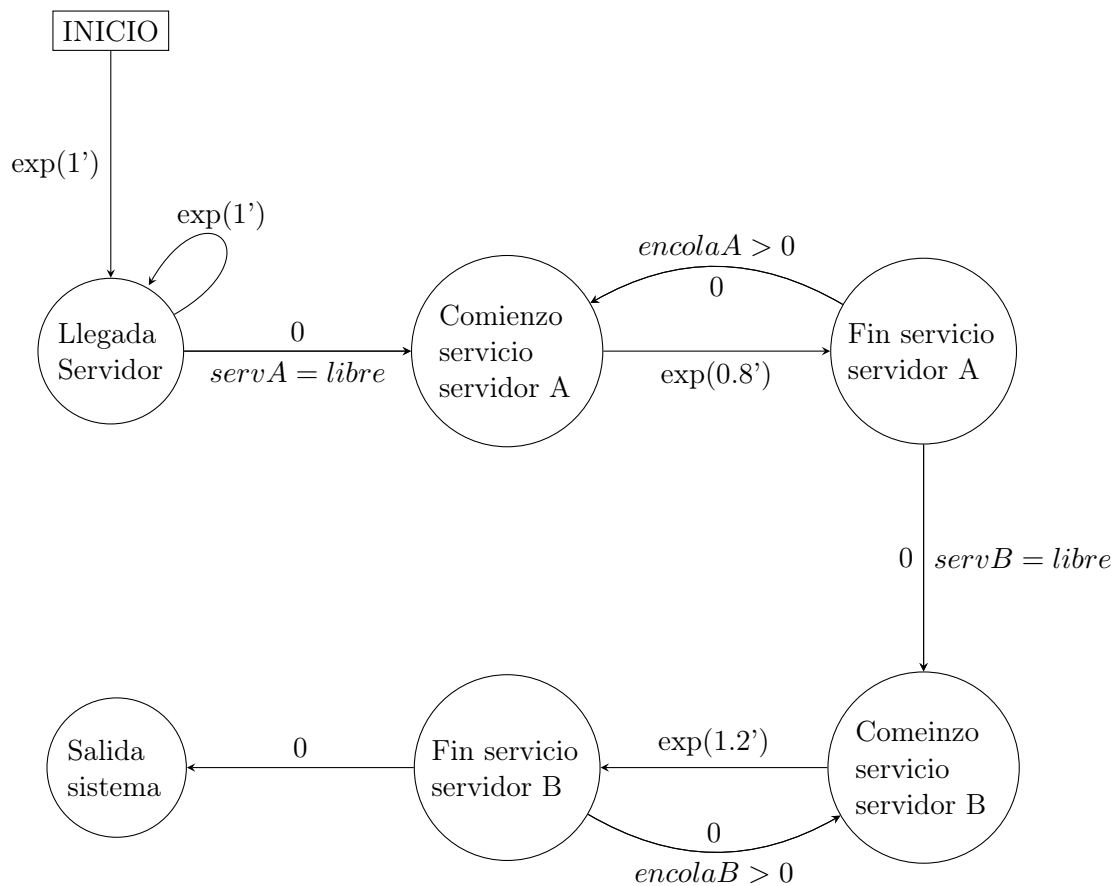 INICIO
exp(1')
exp(1')
Llegada
Servidor
0
servA = libre
Comienzo
servicio
servidor A
encolaA > 0
0
exp(0.8')
Fin servicio
servidor A
0
servB = libre
Salida
sistema
0
Fin servicio
servidor B
exp(1.2')
Comeinzo
servicio
servidor B
0
encolaB > 0